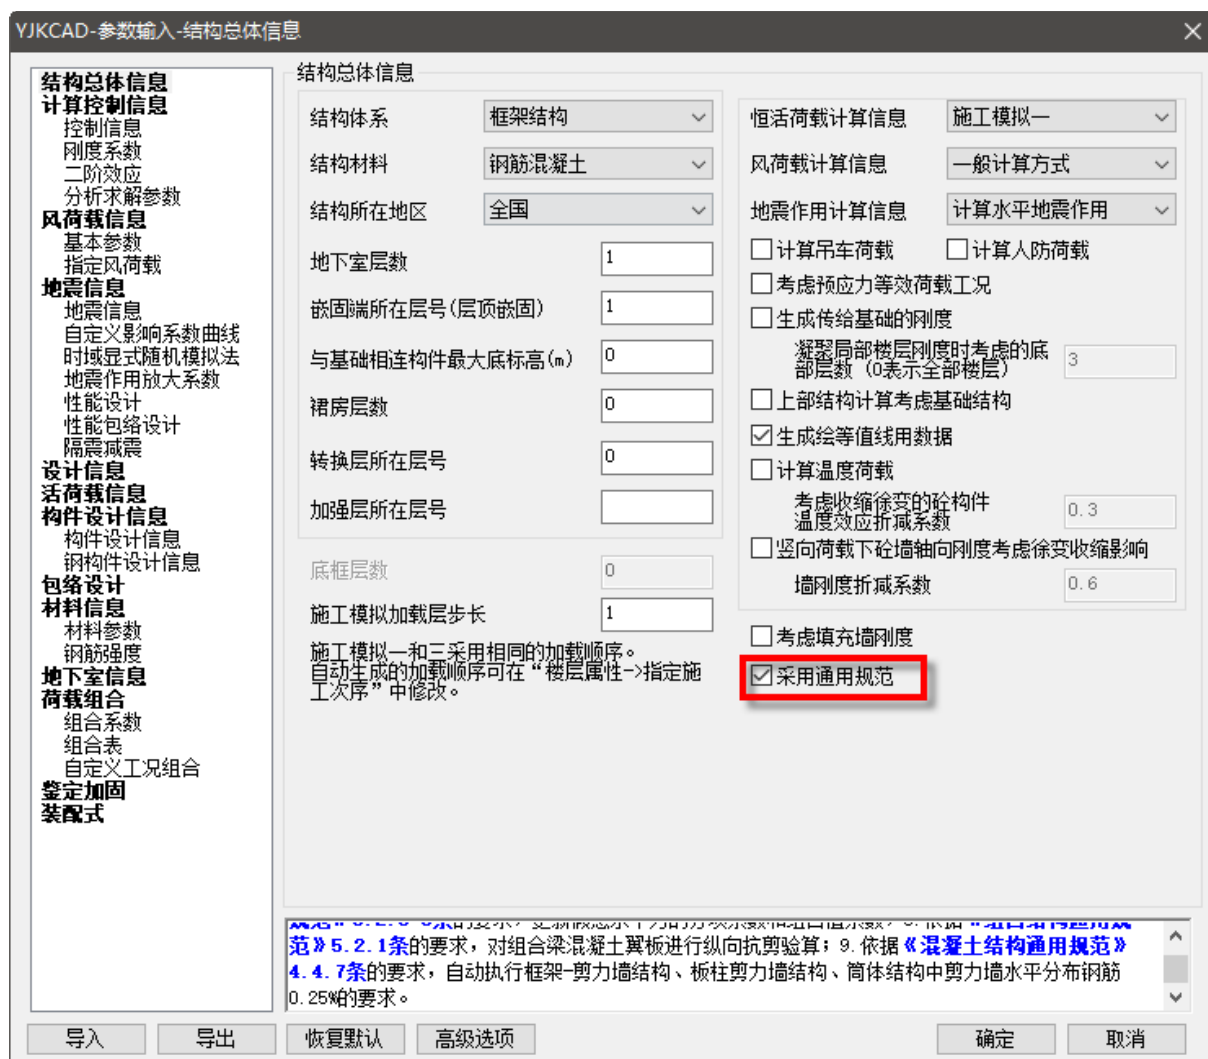 YJKCAD-参数输入-结构总体信息
结构总体信息
计算控制信息
控制信息
刚度系数
二阶效应
分析求解参数
风荷载信息
基本参数
指定风荷载
地震信息
地震信息
自定义影响系数曲线
时域显式随机模拟法
地震作用放大系数
性能设计
性能包络设计
隔震减震
设计信息
活荷载信息
构件设计信息
构件设计信息
钢构件设计信息
包络设计
材料信息
材料参数
钢筋强度
地下室信息
荷载组合
组合系数
组合表
自定义工况组合
鉴定加固
装配式
结构总体信息
结构体系 框架结构
结构材料 钢筋混凝土
结构所在地区 全国
地下室层数 1
嵌固端所在层号(层顶嵌固) 1
与基础相连构件最大底标高(m) 0
裙房层数 0
转换层所在层号 0
加强层所在层号
底框层数 0
施工模拟加载层步长 1
施工模拟一和三采用相同的加载顺序。
自动生成的加载顺序可在“楼层属性->指定施
工次序”中修改。
恒活荷载计算信息 施工模拟一
风荷载计算信息 一般计算方式
地震作用计算信息 计算水平地震作用
计算吊车荷载 计算人防荷载
考虑预应力等效荷载工况
生成传给基础的刚度
凝聚局部楼层刚度时考虑的底
部层数（0表示全部楼层） 3
上部结构计算考虑基础结构
生成绘等值线用数据
计算温度荷载
考虑收缩徐变的砼构件
温度效应折减系数 0.3
竖向荷载下砼墙轴向刚度考虑徐变收缩影响
墙刚度折减系数 0.6
考虑填充墙刚度
采用通用规范
范》5.2.1条的要求，对组合梁混凝土翼板进行纵向抗剪验算；9.依据《混凝土结构通用规范》
4.4.7条的要求，自动执行框架-剪力墙结构、板柱剪力墙结构、筒体结构中剪力墙水平分布钢筋
0.25%的要求。
导入 导出 恢复默认 高级选项 确定 取消